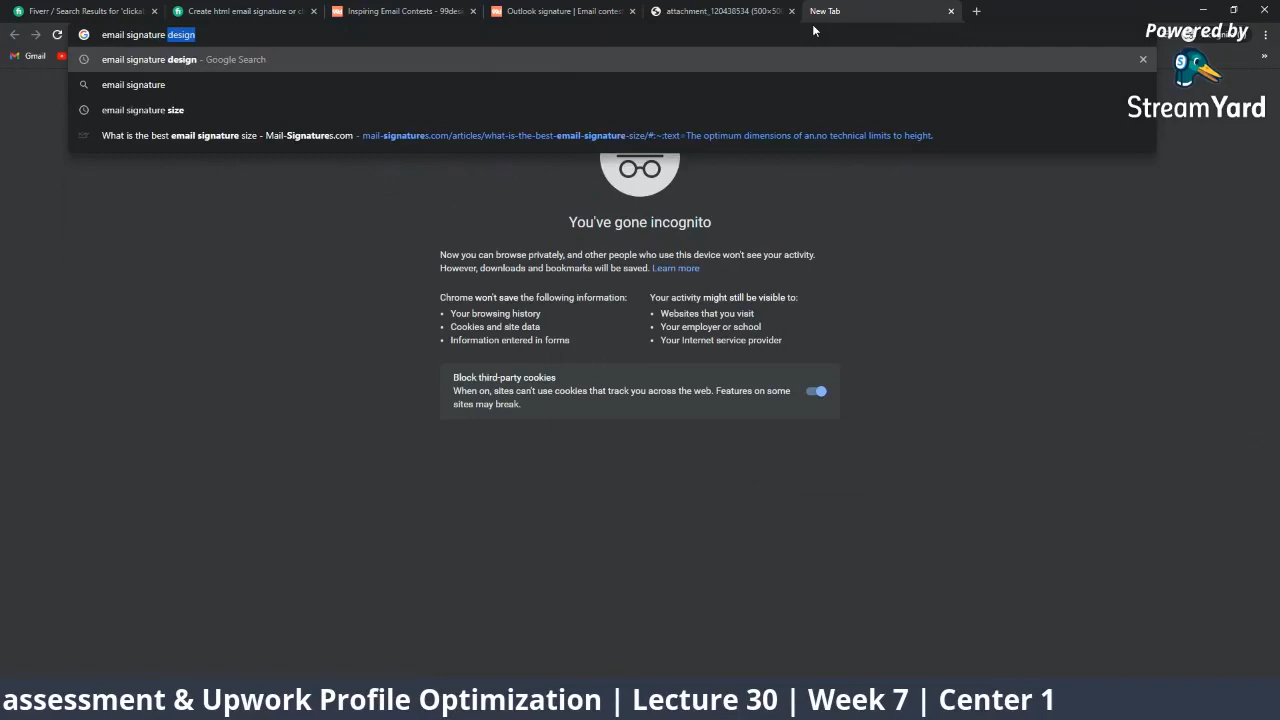 Fiverr / Search Results for 'clicka
Create html email signature or cl
Inspiring Email Contests - 99des
Outlook signature | Email contest
attachment_120438534 (500×500
New Tab
email signature design
Powered by
StreamYard
Gmail
email signature design - Google Search
email signature
email signature size
What is the best email signature size - Mail-Signatures.com - mail-signatures.com/articles/what-is-the-best-email-signature-size/#:~:text=The optimum dimensions of an,no technical limits to height.
You've gone incognito
Now you can browse privately, and other people who use this device won't see your activity.
However, downloads and bookmarks will be saved. Learn more
Chrome won't save the following information:
Your browsing history
Cookies and site data
Information entered in forms
Your activity might still be visible to:
Websites that you visit
Your employer or school
Your Internet service provider
Block third-party cookies
When on, sites can't use cookies that track you across the web. Features on some
sites may break.
assessment & Upwork Profile Optimization | Lecture 30 | Week 7 | Center 1